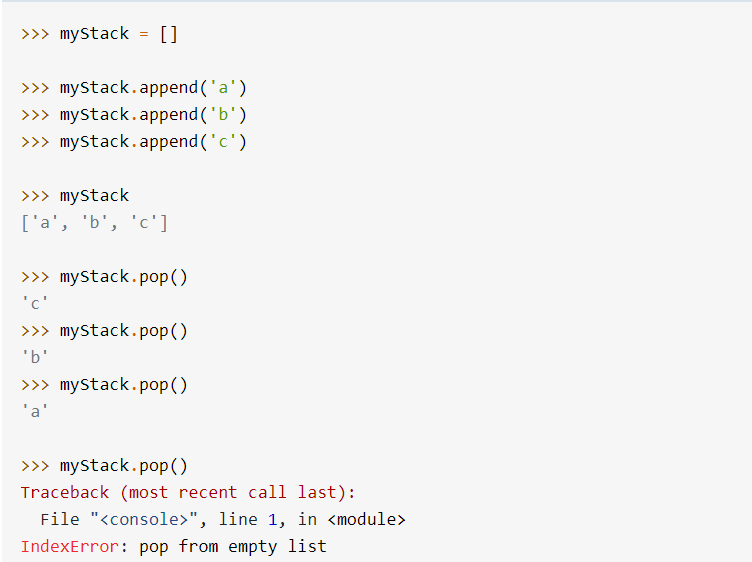 >>> myStack = []
>>> myStack.append('a')
>>> myStack.append('b')
>>> myStack.append('c')
>>> myStack
['a', 'b', 'c']
>>> myStack.pop()
'c'
>>> myStack.pop()
'b'
>>> myStack.pop()
'a'
>>> myStack.pop()
Traceback (most recent call last):
  File "<console>", line 1, in <module>
IndexError: pop from empty list